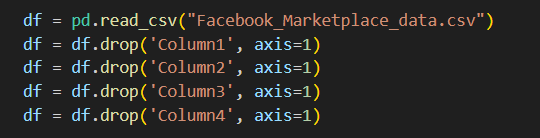 df = pd.read_csv("Facebook_Marketplace_data.csv")
df = df.drop('Column1', axis=1)
df = df.drop('Column2', axis=1)
df = df.drop('Column3', axis=1)
df = df.drop('Column4', axis=1)